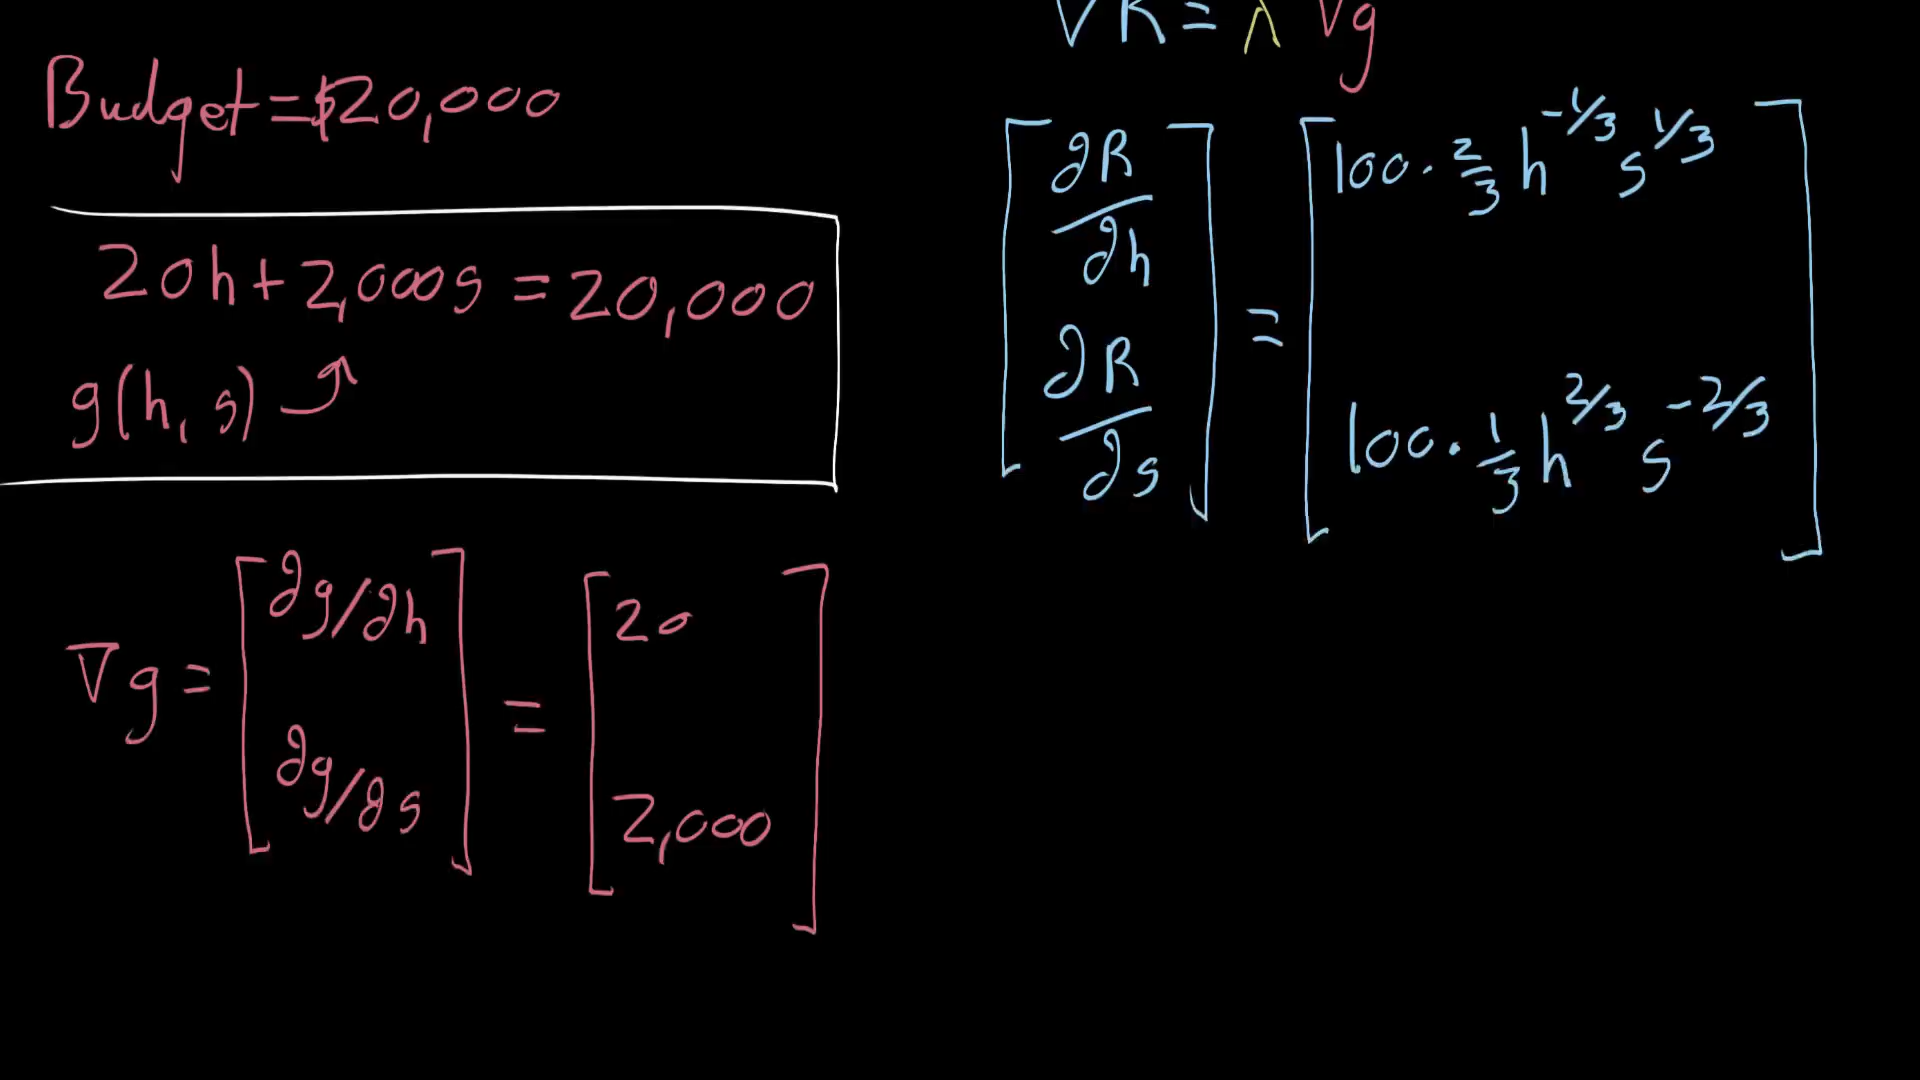 Budget = $20,000
20h + 2,000s = 20,000
g(h, s)
∇g = [∂g/∂h ∂g/∂s] = [20 2,000]
∇R = λ ∇g
[∂R/∂h ∂R/∂s] = [100 · 2/3 h^-1/3 s^1/3 100 · 1/3 h^2/3 s^-2/3]